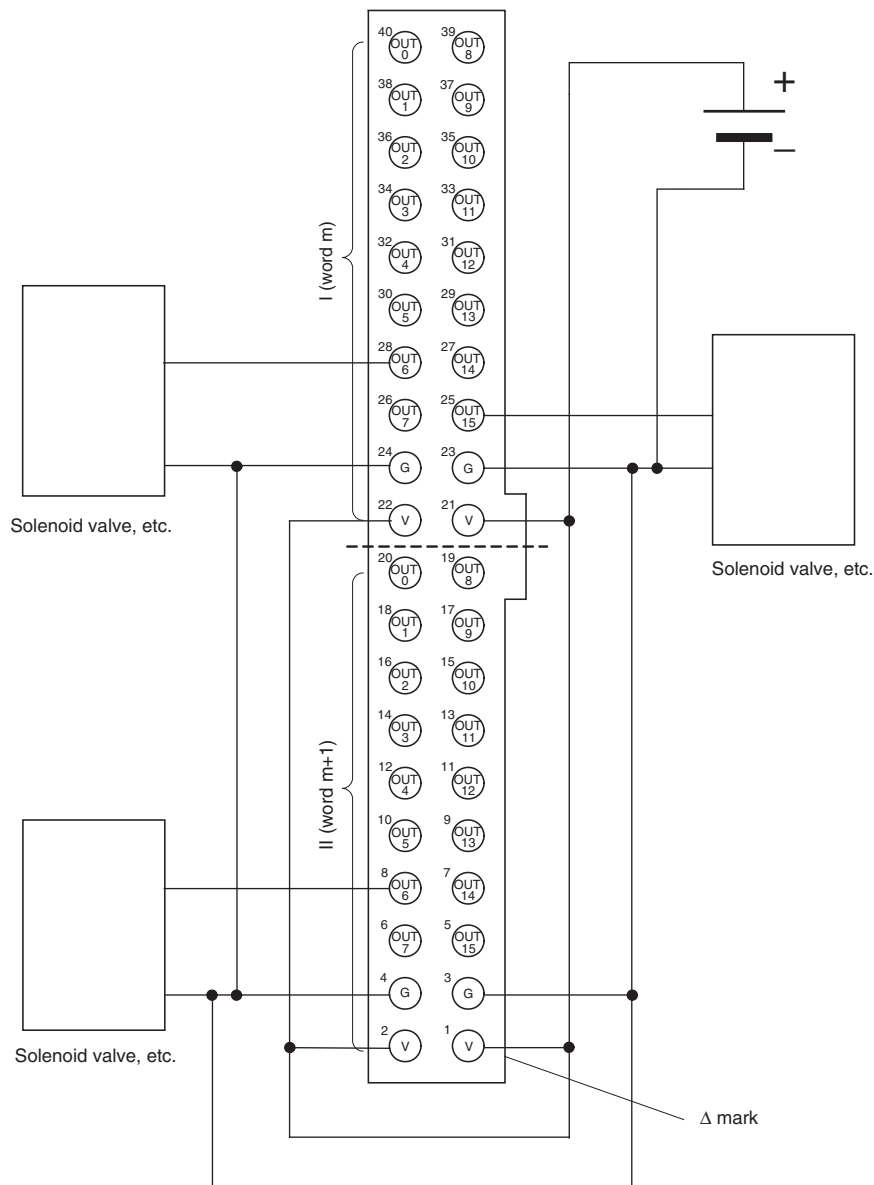 40 OUT 0 39 OUT 8
38 OUT 1 37 OUT 9
36 OUT 2 35 OUT 10
34 OUT 3 33 OUT 11
32 OUT 4 31 OUT 12
30 OUT 5 29 OUT 13
28 OUT 6 27 OUT 14
26 OUT 7 25 OUT 15
24 G 23 G
22 V 21 V
20 OUT 0 19 OUT 8
18 OUT 1 17 OUT 9
16 OUT 2 15 OUT 10
14 OUT 3 13 OUT 11
12 OUT 4 11 OUT 12
10 OUT 5 9 OUT 13
8 OUT 6 7 OUT 14
6 OUT 7 5 OUT 15
4 G 3 G
2 V 1 V
I (word m)
II (word m+1)
+
−
Solenoid valve, etc.
Solenoid valve, etc.
Solenoid valve, etc.
Δ mark